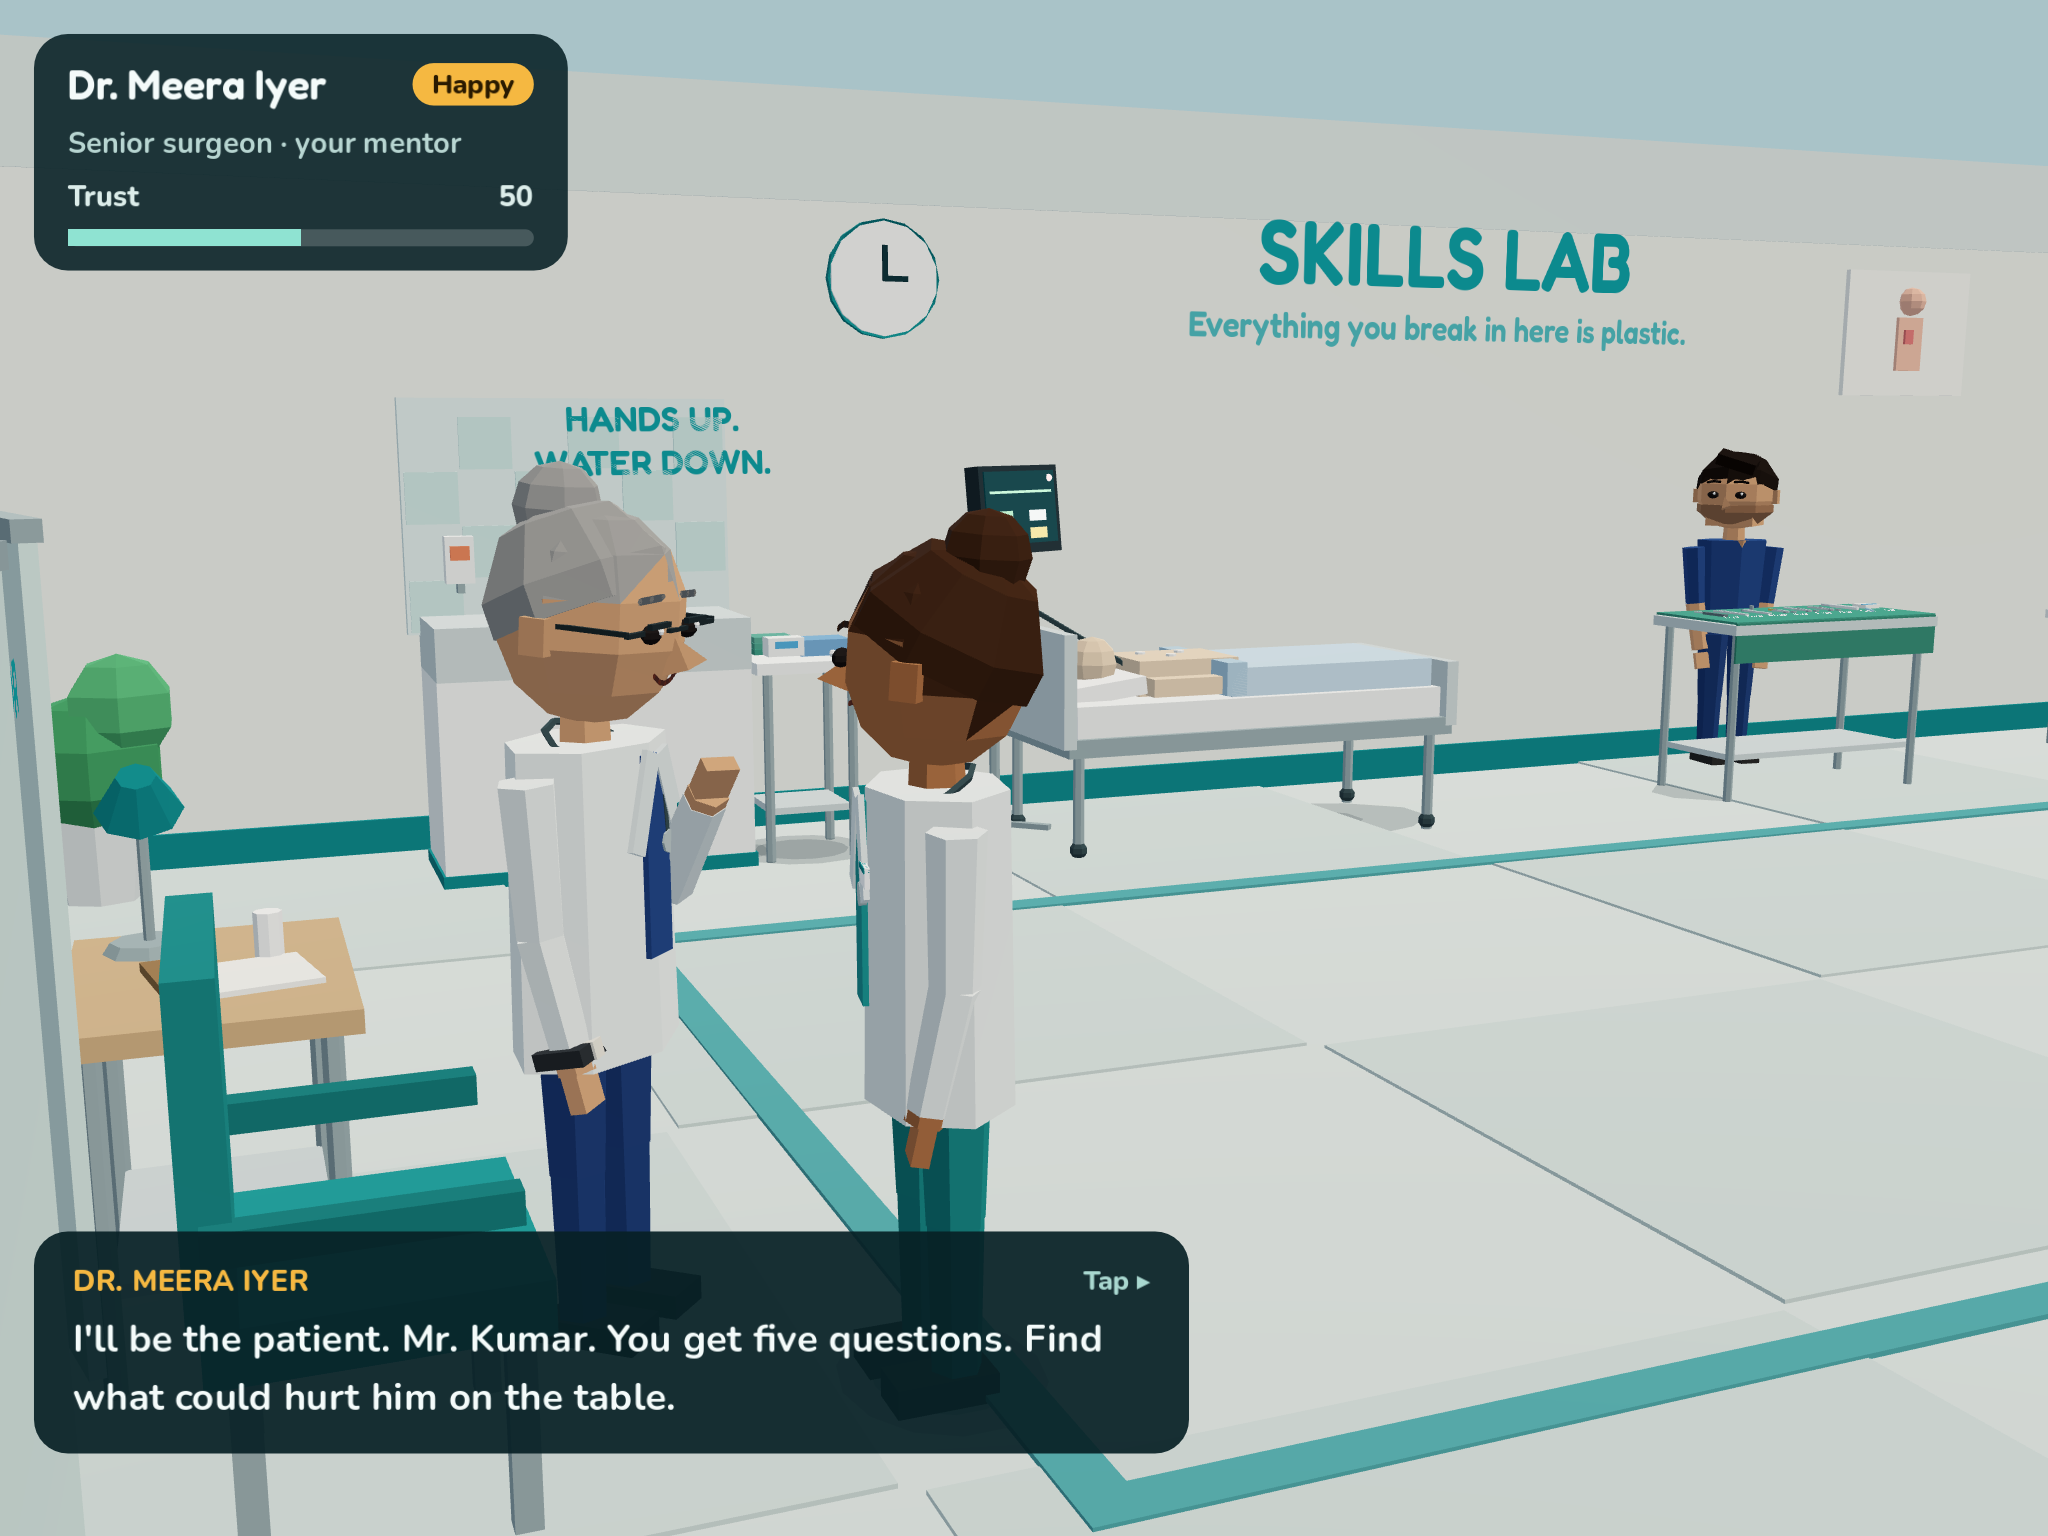 Dr. Meera Iyer
Happy
Senior surgeon · your mentor
Trust
50
SKILLS LAB
Everything you break in here is plastic.
HANDS UP.
WATER DOWN.
DR. MEERA IYER
Tap ▸
I'll be the patient. Mr. Kumar. You get five questions. Find
what could hurt him on the table.